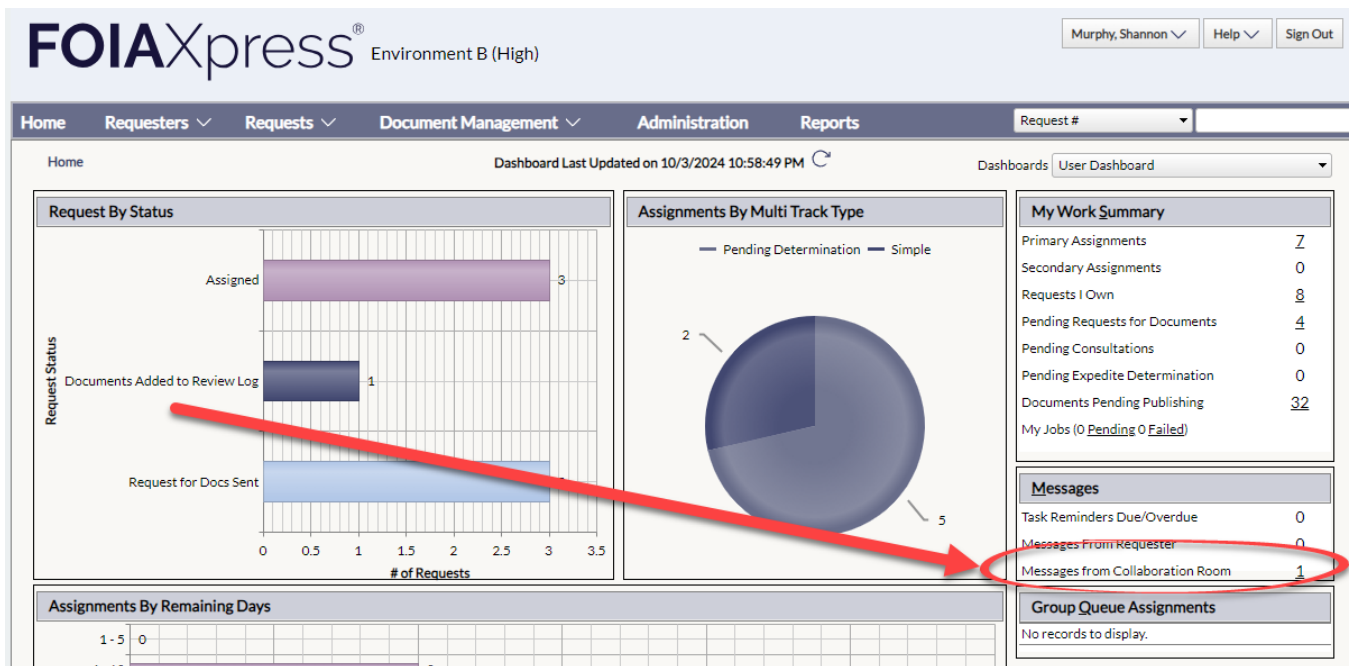 FOIAXpress® Environment B (High)
Murphy, Shannon Help Sign Out
Home Requesters Requests Document Management Administration Reports Request #
Home Dashboard Last Updated on 10/3/2024 10:58:49 PM Dashboards User Dashboard
Request By Status
Request Status
Assigned 3
Documents Added to Review Log 1
Request for Docs Sent
0 0.5 1 1.5 2 2.5 3 3.5
# of Requests
Assignments By Multi Track Type
Pending Determination Simple
2
5
My Work Summary
Primary Assignments 7
Secondary Assignments 0
Requests I Own 8
Pending Requests for Documents 4
Pending Consultations 0
Pending Expedite Determination 0
Documents Pending Publishing 32
My Jobs (0 Pending 0 Failed)
Messages
Task Reminders Due/Overdue 0
Messages From Requester 0
Messages from Collaboration Room 1
Group Queue Assignments
No records to display.
Assignments By Remaining Days
1 - 5 0